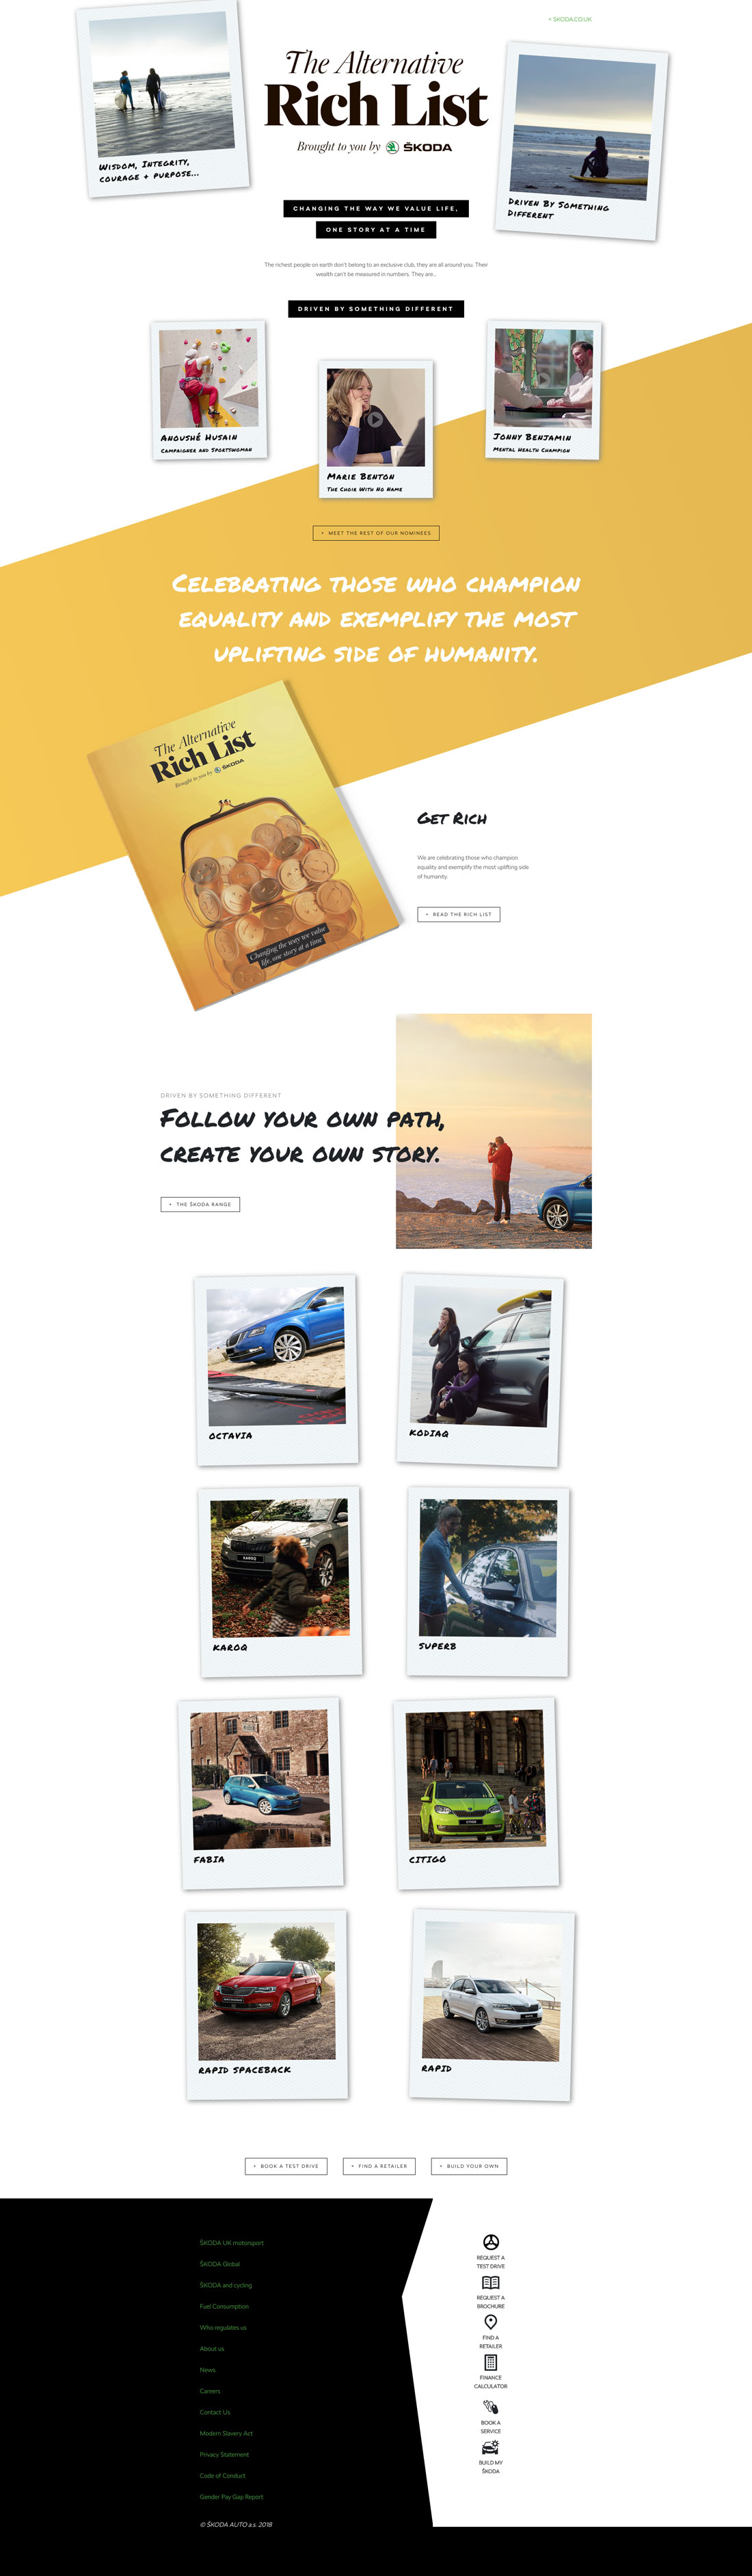 < SKODA.CO.UK
The Alternative
Rich List
Brought to you by ŠKODA
Wisdom, Integrity,
courage + purpose...
Driven By Something
Different
CHANGING THE WAY WE VALUE LIFE,
ONE STORY AT A TIME
The richest people on earth don't belong to an exclusive club, they are all around you. Their
wealth can't be measured in numbers. They are...
DRIVEN BY SOMETHING DIFFERENT
Anoushé Husain
Campaigner and Sportswoman
Marie Benton
The Choir With No Name
Jonny Benjamin
Mental Health Champion
MEET THE REST OF OUR NOMINEES
Celebrating those who champion
equality and exemplify the most
uplifting side of humanity.
The Alternative
Rich List
Brought to you by ŠKODA
Changing the way we value
life, one story at a time
Get Rich
We are celebrating those who champion
equality and exemplify the most uplifting side
of humanity.
READ THE RICH LIST
DRIVEN BY SOMETHING DIFFERENT
Follow your own path,
create your own story.
THE ŠKODA RANGE
OCTAVIA
KODIAQ
KAROQ
KAROQ
SUPERB
FABIA
CITIGO
CITIGO
RAPID SPACEBACK
RAPID
BOOK A TEST DRIVE
FIND A RETAILER
BUILD YOUR OWN
ŠKODA UK motorsport
ŠKODA Global
ŠKODA and cycling
Fuel Consumption
Who regulates us
About us
News
Careers
Contact Us
Modern Slavery Act
Privacy Statement
Code of Conduct
Gender Pay Gap Report
© ŠKODA AUTO a.s. 2018
REQUEST A
TEST DRIVE
REQUEST A
BROCHURE
FIND A
RETAILER
FINANCE
CALCULATOR
BOOK A
SERVICE
BUILD MY
ŠKODA